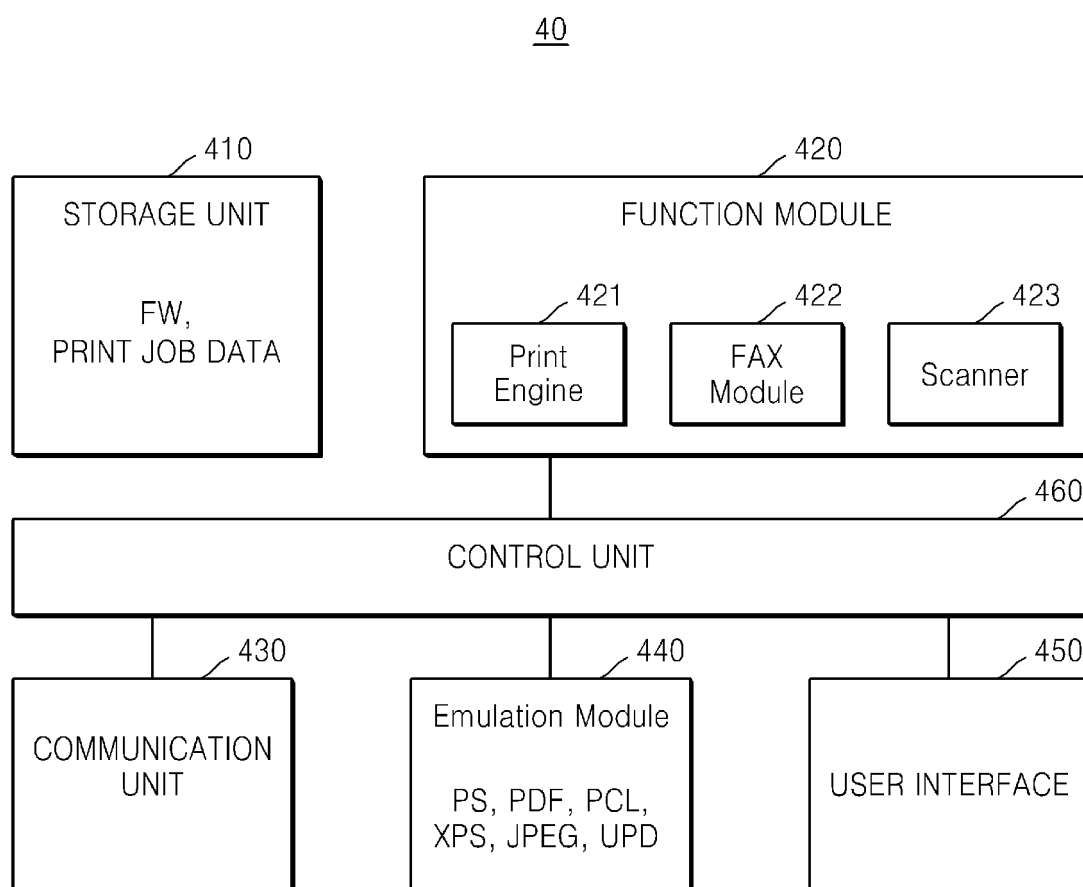 40
410
STORAGE UNIT
FW,
PRINT JOB DATA
420
FUNCTION MODULE
421
Print
Engine
422
FAX
Module
423
Scanner
460
CONTROL UNIT
430
COMMUNICATION
UNIT
440
Emulation Module
PS, PDF, PCL,
XPS, JPEG, UPD
450
USER INTERFACE